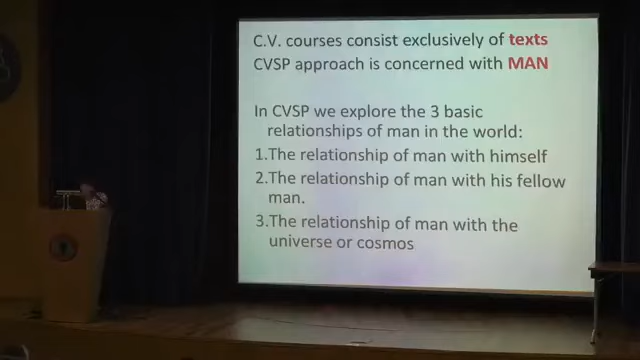 C.V. courses consist exclusively of texts
CVSP approach is concerned with MAN
In CVSP we explore the 3 basic
relationships of man in the world:
1.The relationship of man with himself
2.The relationship of man with his fellow
man.
3.The relationship of man with the
universe or cosmos